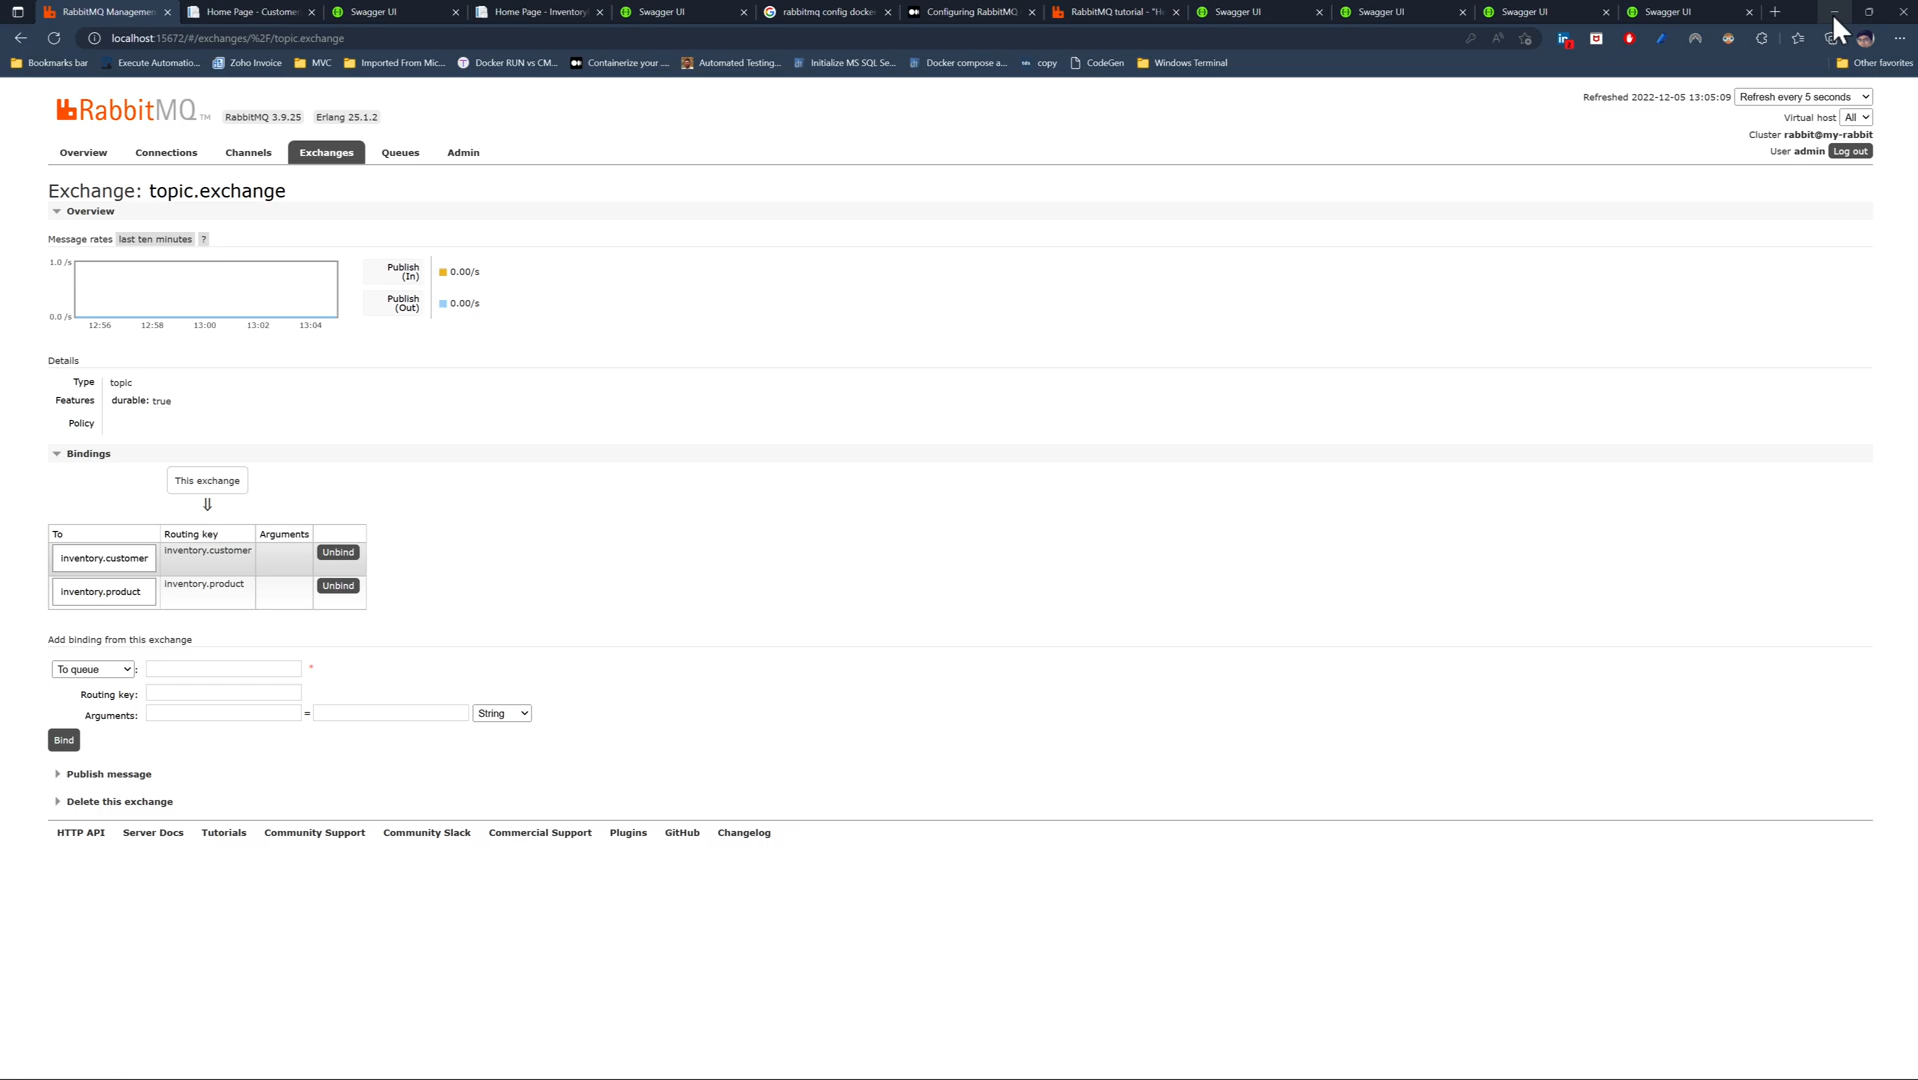 RabbitMQ Managemen
Home Page - Customer
Swagger UI
Home Page - Inventory
Swagger UI
rabbitmq config docke
Configuring RabbitMQ
RabbitMQ tutorial - "He
Swagger UI
Swagger UI
Swagger UI
Swagger UI
localhost:15672/#/exchanges/%2F/topic.exchange
Bookmarks bar
Execute Automatio...
Zoho Invoice
MVC
Imported From Mic...
Docker RUN vs CM...
Containerize your ....
Automated Testing...
Initialize MS SQL Se...
Docker compose a...
copy
CodeGen
Windows Terminal
Other favorites
RabbitMQ TM
RabbitMQ 3.9.25
Erlang 25.1.2
Refreshed 2022-12-05 13:05:09
Refresh every 5 seconds
Virtual host All
Cluster rabbit@my-rabbit
User admin Log out
Overview
Connections
Channels
Exchanges
Queues
Admin
Exchange: topic.exchange
Overview
Message rates last ten minutes ?
1.0 /s
0.0 /s
12:56 12:58 13:00 13:02 13:04
Publish (In) 0.00/s
Publish (Out) 0.00/s
Details
Type topic
Features durable: true
Policy
Bindings
This exchange
⇓
To Routing key Arguments
inventory.customer inventory.customer Unbind
inventory.product inventory.product Unbind
Add binding from this exchange
To queue : *
Routing key:
Arguments: = String
Bind
Publish message
Delete this exchange
HTTP API
Server Docs
Tutorials
Community Support
Community Slack
Commercial Support
Plugins
GitHub
Changelog